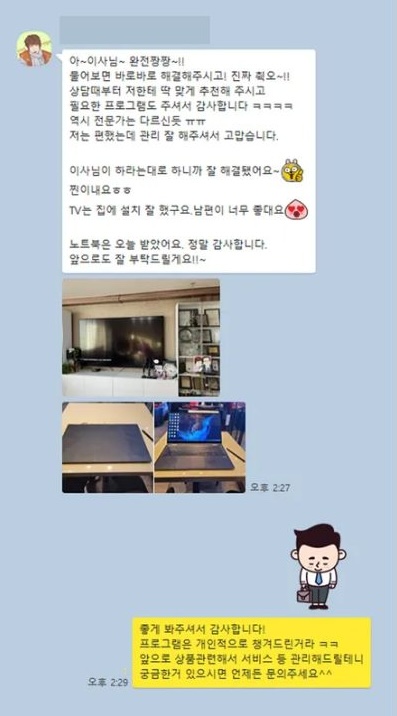 아~이사님~ 완전짱짱~!!
물어보면 바로바로 해결해주시고! 진짜 췩오~!!
상담때부터 저한테 딱 맞게 추천해 주시고
필요한 프로그램도 주셔서 감사합니다 ㅋㅋㅋㅋ
역시 전문가는 다르신듯 ㅠㅠ
저는 편했는데 관리 잘 해주셔서 고맙습니다.
이사님이 하라는대로 하니까 잘 해결됐어요~
찐이내요ㅎㅎ
TV는 집에 설치 잘 했구요.남편이 너무 좋대요
노트북은 오늘 받았어요. 정말 감사합니다.
앞으로도 잘 부탁드릴게요!!~
오후 2:27
좋게 봐주셔서 감사합니다!
프로그램은 개인적으로 챙겨드린거라 ㅋㅋ
앞으로 상품관련해서 서비스 등 관리해드릴테니
궁금한거 있으시면 언제든 문의주세요^^
오후 2:29